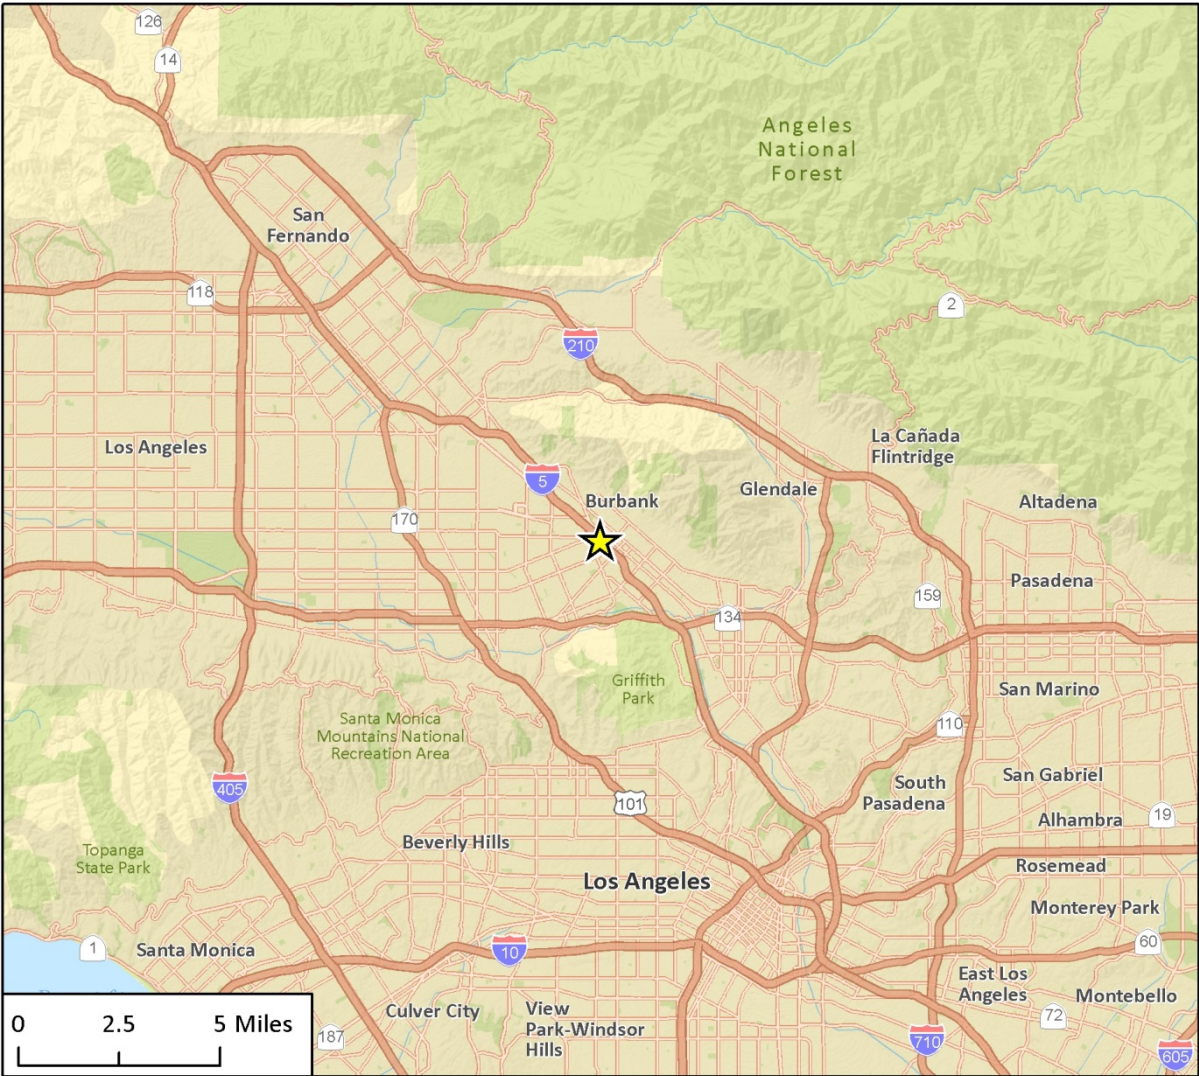 126
14
Angeles
National
Forest
San
Fernando
118
2
210
La Cañada
Flintridge
Los Angeles
5
Burbank
Glendale
Altadena
170
Pasadena
159
134
Griffith
Park
San Marino
Santa Monica
Mountains National
Recreation Area
110
405
South
Pasadena
San Gabriel
101
19
Alhambra
Beverly Hills
Topanga
State Park
Los Angeles
Rosemead
Monterey Park
1
Santa Monica
10
60
East Los
Angeles
Montebello
Culver City
View
Park-Windsor
Hills
72
0 2.5 5 Miles
187
710
605